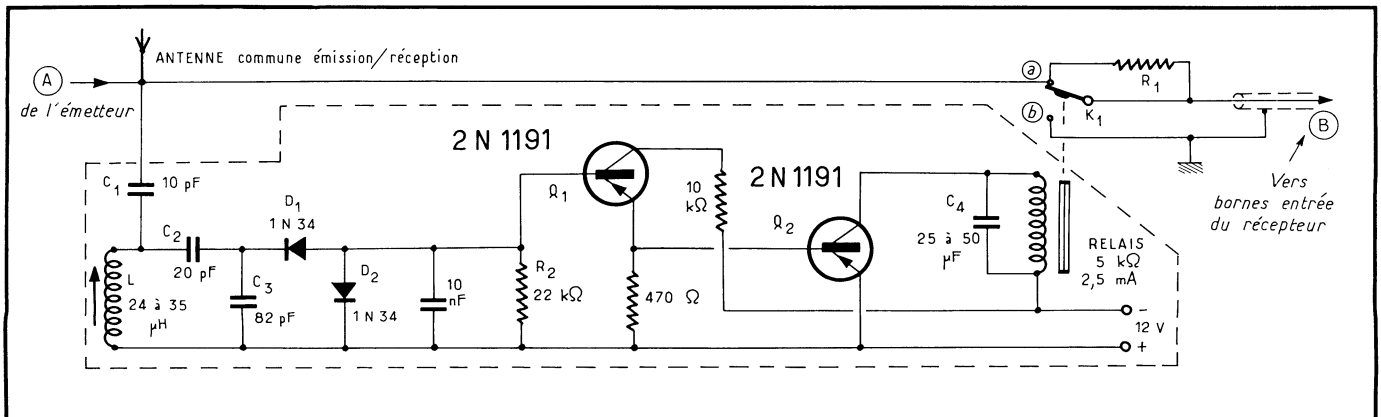 ANTENNE commune émission/réception
A
de l'émetteur
a
R1
b
K1
B
Vers
bornes entrée
du récepteur
2 N 1191
2 N 1191
C1
10 pF
D1
1 N 34
C2
20 pF
L
24 à 35
µH
C3
82 pF
D2
1 N 34
10
nF
R2
22 kΩ
Q1
470 Ω
10
kΩ
Q2
C4
25 à 50
µF
RELAIS
5 kΩ
2,5 mA
-
12 V
+